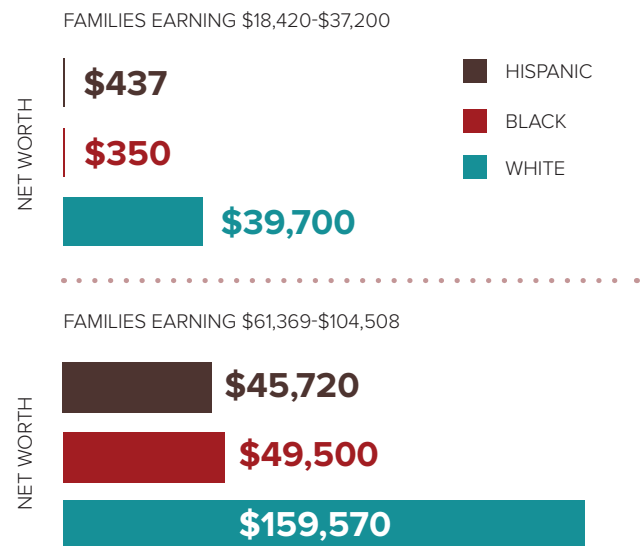 FAMILIES EARNING $18,420-$37,200
NET WORTH
$437
$350
$39,700
HISPANIC
BLACK
WHITE
FAMILIES EARNING $61,369-$104,508
NET WORTH
$45,720
$49,500
$159,570